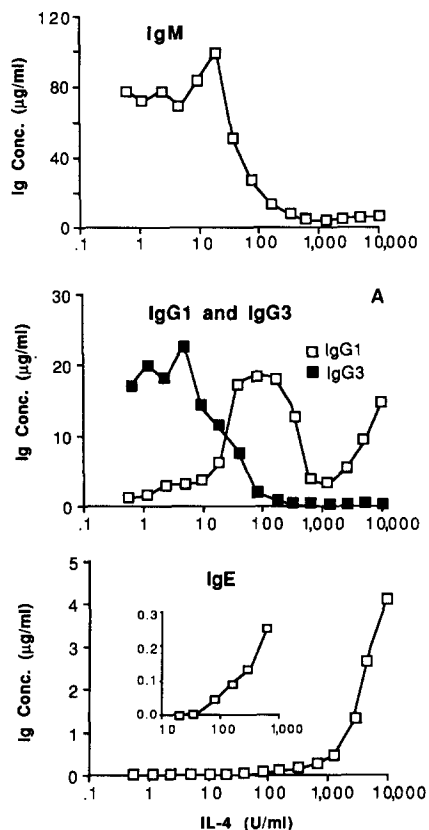 IgM
120
80
40
0
Ig Conc. (µg/ml)
.1 1 10 100 1,000 10,000
A
IgG1 and IgG3
IgG1
IgG3
30
20
10
0
Ig Conc. (µg/ml)
.1 1 10 100 1,000 10,000
IgE
5
4
3
2
1
0
Ig Conc. (µg/ml)
0.3
0.2
0.1
0.0
10 100 1,000
.1 1 10 100 1,000 10,000
IL-4 (U/ml)